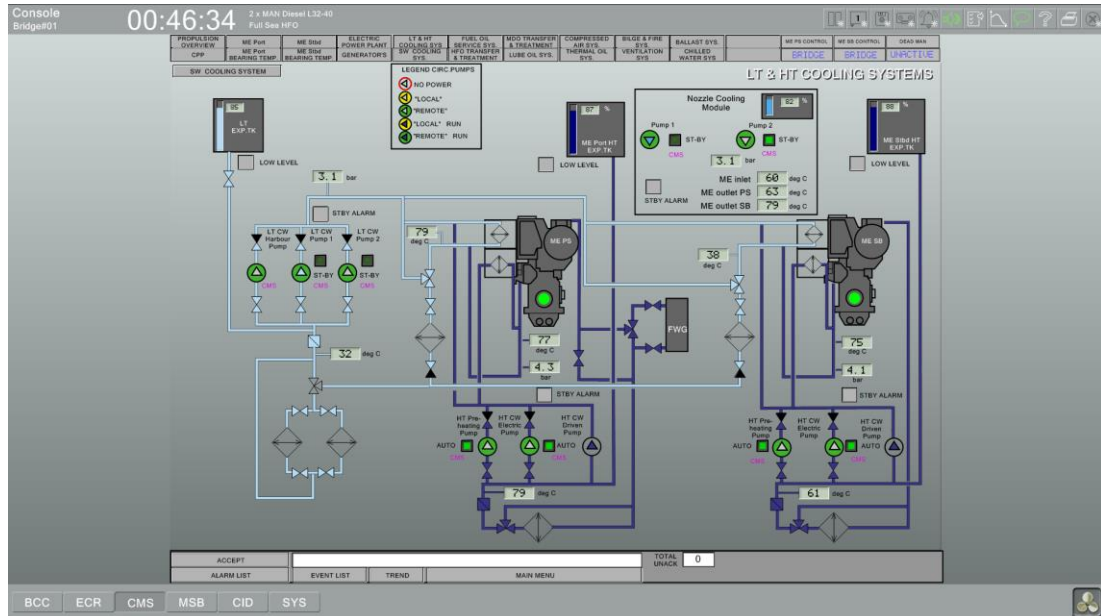 Console
Bridge#01
00:46:34
2 x MAN Diesel L32-40
Full Sea
HFO
PROPULSION OVERVIEW
ME Port
ME Stbd
ELECTRIC POWER PLANT
LT & HT COOLING SYS
FUEL OIL SERVICE SYS.
MDO TRANSFER & TREATMENT
COMPRESSED AIR SYS.
BILGE & FIRE SYS.
BALLAST SYS.
ME PS CONTROL
ME SB CONTROL
DEAD MAN
CPP
ME Port BEARING TEMP
ME Stbd BEARING TEMP
GENERATORS
SW COOLING SYS.
HFO TRANSFER & TREATMENT
LUBE OIL SYS.
THERMAL OIL SYS.
VENTILATION SYS
CHILLED WATER SYS
BRIDGE
BRIDGE
UNACTIVE
SW COOLING SYSTEM
LT & HT COOLING SYSTEMS
LEGEND CIRC.PUMPS
NO POWER
"LOCAL"
"REMOTE"
"LOCAL" RUN
"REMOTE" RUN
85
LT
EXP.TK
LOW LEVEL
87 %
ME Port HT
EXP.TK
LOW LEVEL
Nozzle Cooling
Module
82 %
Pump 1
Pump 2
ST-BY
ST-BY
CMS
CMS
3.1 bar
ME inlet 60 deg C
ME outlet PS 63 deg C
ME outlet SB 79 deg C
STBY ALARM
88
ME Stbd HT
EXP.TK
LOW LEVEL
3.1 bar
STBY ALARM
LT CW
Harbour
Pump
LT CW
Pump 1
LT CW
Pump 2
ST-BY
ST-BY
CMS
CMS
CMS
32 deg C
79
deg C
ME PS
77
deg C
4.3
bar
STBY ALARM
FWG
38
deg C
ME SB
75
deg C
4.1
bar
STBY ALARM
HT Pre-
heating
Pump
HT CW
Electric
Pump
HT CW
Driven
Pump
AUTO
AUTO
CMS
CMS
79 deg C
HT Pre-
heating
Pump
HT CW
Electric
Pump
HT CW
Driven
Pump
AUTO
AUTO
CMS
CMS
61 deg C
ACCEPT
TOTAL
UNACK
0
ALARM LIST
EVENT LIST
TREND
MAIN MENU
BCC
ECR
CMS
MSB
CID
SYS